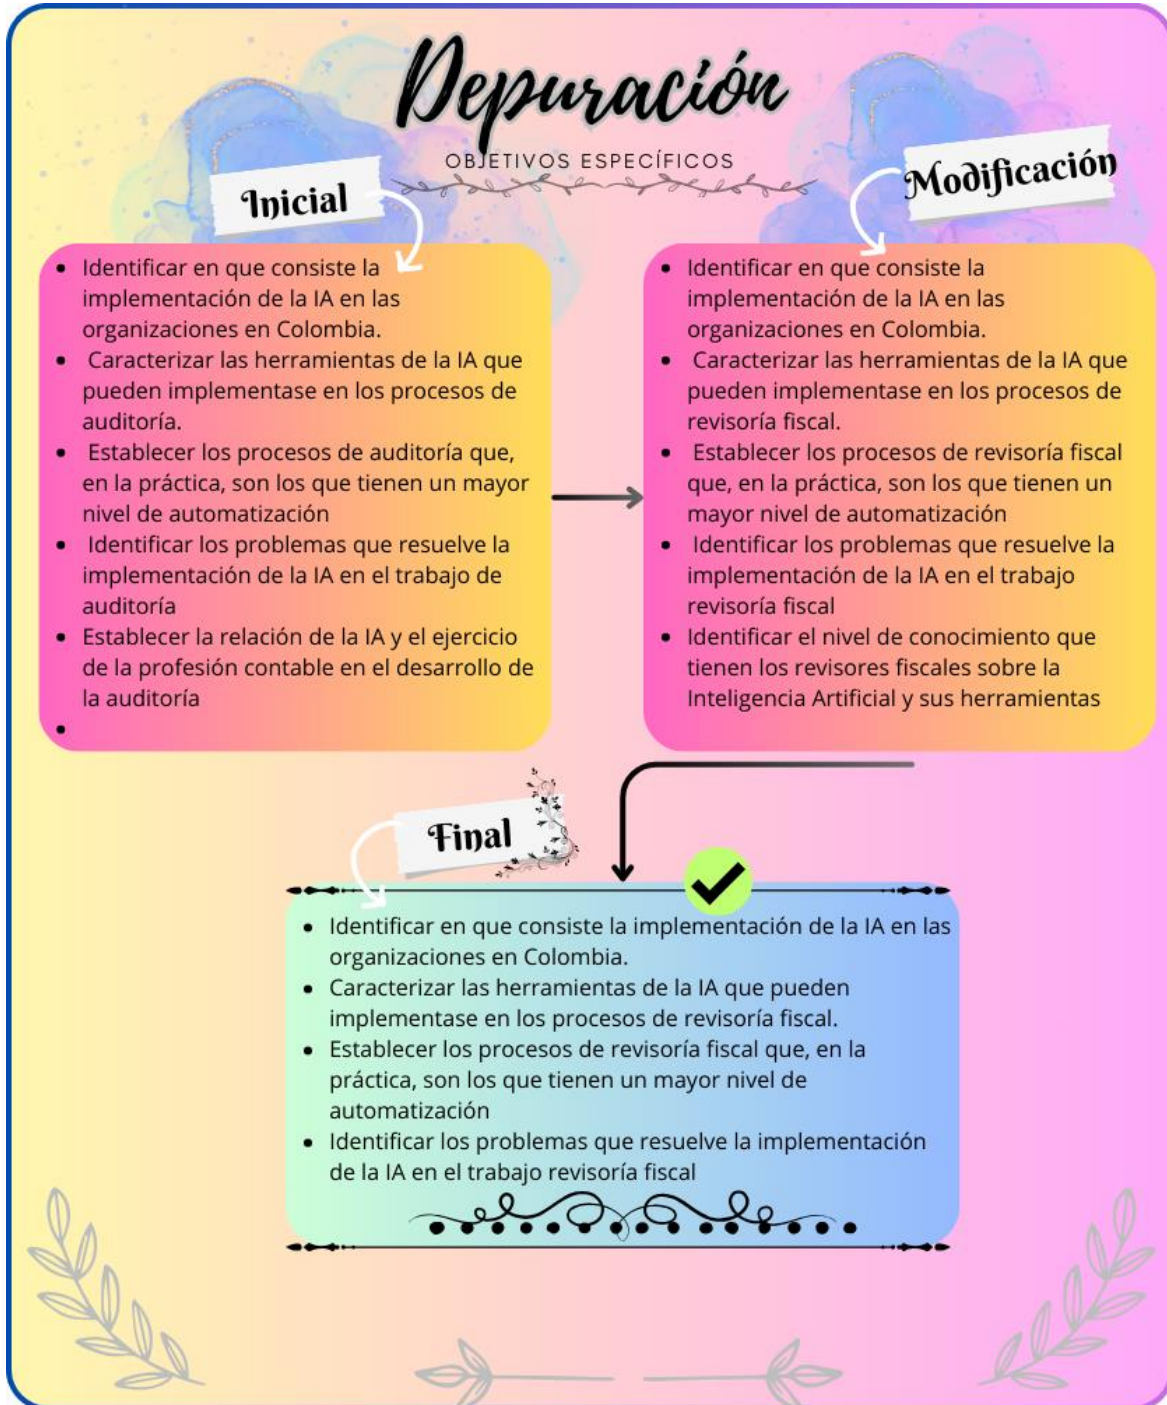 Depuración
OBJETIVOS ESPECÍFICOS
Inicial
• Identificar en que consiste la
implementación de la IA en las
organizaciones en Colombia.
• Caracterizar las herramientas de la IA que
pueden implementase en los procesos de
auditoría.
• Establecer los procesos de auditoría que,
en la práctica, son los que tienen un mayor
nivel de automatización
• Identificar los problemas que resuelve la
implementación de la IA en el trabajo de
auditoría
• Establecer la relación de la IA y el ejercicio
de la profesión contable en el desarrollo de
la auditoría
•
Modificación
• Identificar en que consiste la
implementación de la IA en las
organizaciones en Colombia.
• Caracterizar las herramientas de la IA que
pueden implementase en los procesos de
revisoría fiscal.
• Establecer los procesos de revisoría fiscal
que, en la práctica, son los que tienen un
mayor nivel de automatización
• Identificar los problemas que resuelve la
implementación de la IA en el trabajo
revisoría fiscal
• Identificar el nivel de conocimiento que
tienen los revisores fiscales sobre la
Inteligencia Artificial y sus herramientas
Final
• Identificar en que consiste la implementación de la IA en las
organizaciones en Colombia.
• Caracterizar las herramientas de la IA que pueden
implementase en los procesos de revisoría fiscal.
• Establecer los procesos de revisoría fiscal que, en la
práctica, son los que tienen un mayor nivel de
automatización
• Identificar los problemas que resuelve la implementación
de la IA en el trabajo revisoría fiscal